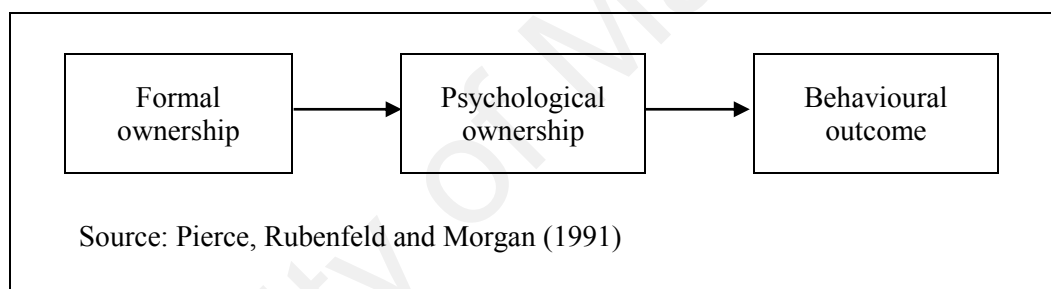 Formal
ownership
Psychological
ownership
Behavioural
outcome
Source: Pierce, Rubenfeld and Morgan (1991)